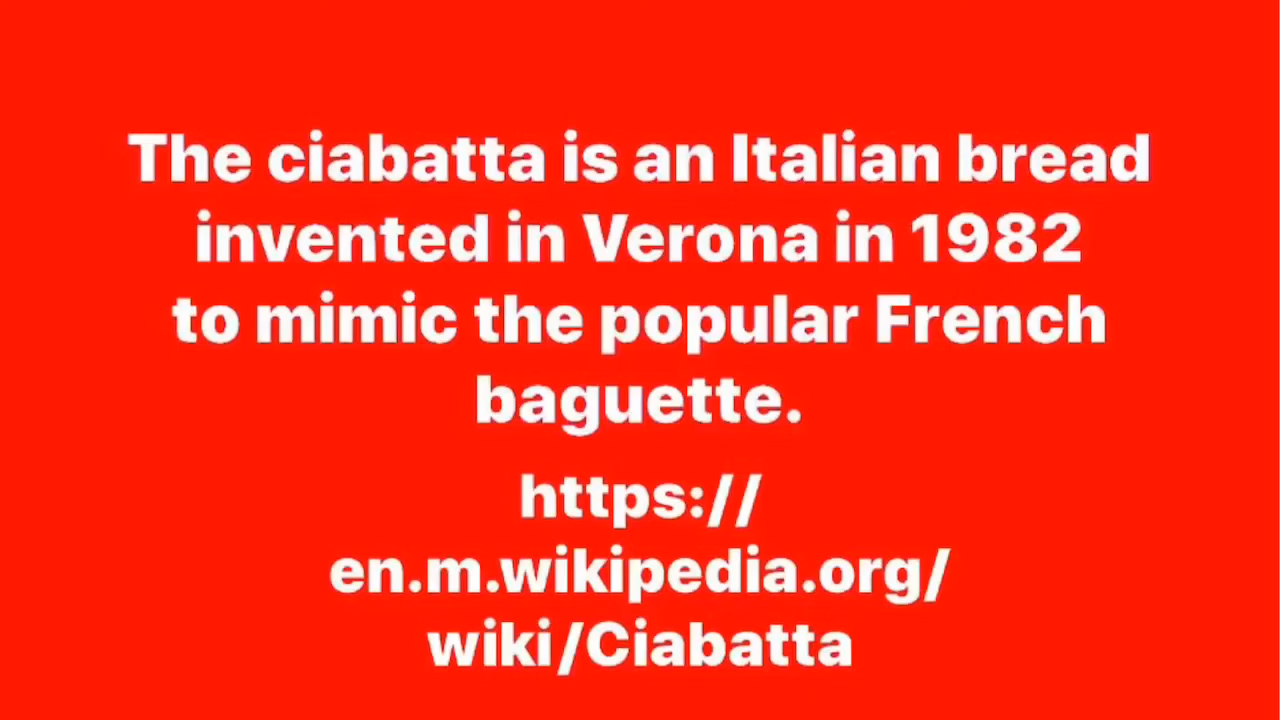 The ciabatta is an Italian bread
invented in Verona in 1982
to mimic the popular French
baguette.
https://
en.m.wikipedia.org/
wiki/Ciabatta